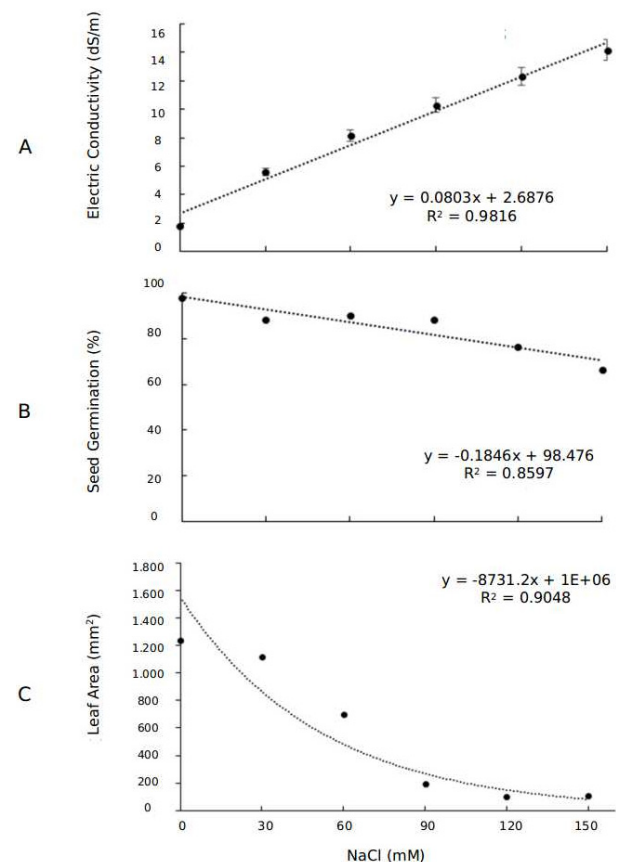 A
Electric Conductivity (dS/m)
16
14
12
10
8
6
4
2
0
y = 0.0803x + 2.6876
R² = 0.9816
B
Seed Germination (%)
100
80
60
40
20
0
y = -0.1846x + 98.476
R² = 0.8597
C
Leaf Area (mm²)
1.800
1.600
1.400
1.200
1.000
800
600
400
200
0
y = -8731.2x + 1E+06
R² = 0.9048
0 30 60 90 120 150
NaCl (mM)